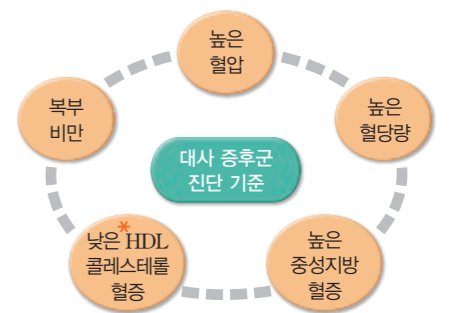 높은
혈압
복부
비만
높은
혈당량
대사 증후군
진단 기준
낮은 *HDL
콜레스테롤
혈증
높은
중성지방
혈증